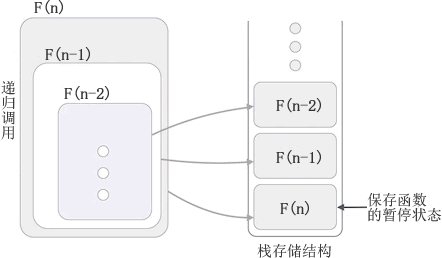 F(n)
F(n-1)
F(n-2)
递归调用
F(n-2)
F(n-1)
F(n)
保存函数
的暂停状态
栈存储结构